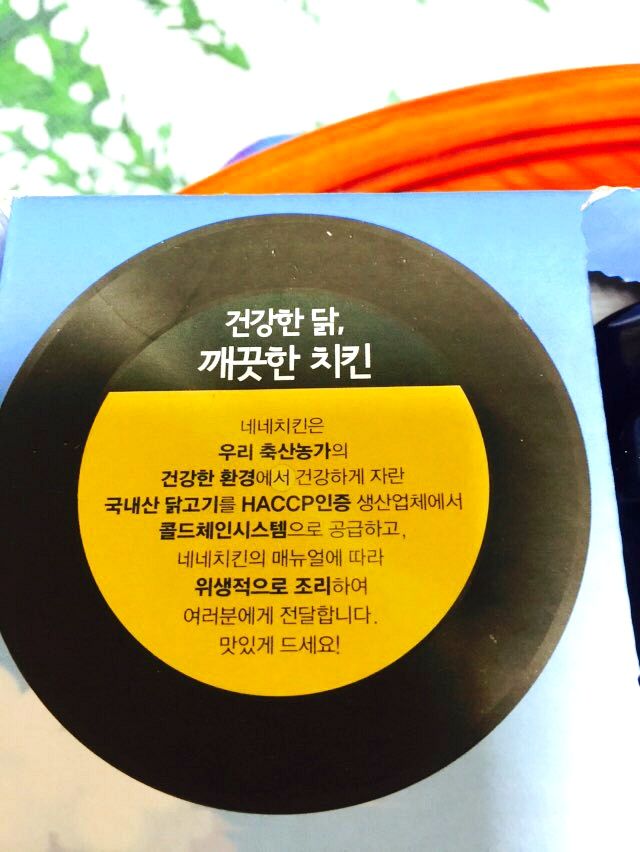 건강한 닭,
깨끗한 치킨
네네치킨은
우리 축산농가의
건강한 환경에서 건강하게 자란
국내산 닭고기를 HACCP인증 생산업체에서
콜드체인시스템으로 공급하고,
네네치킨의 매뉴얼에 따라
위생적으로 조리하여
여러분에게 전달합니다.
맛있게 드세요!